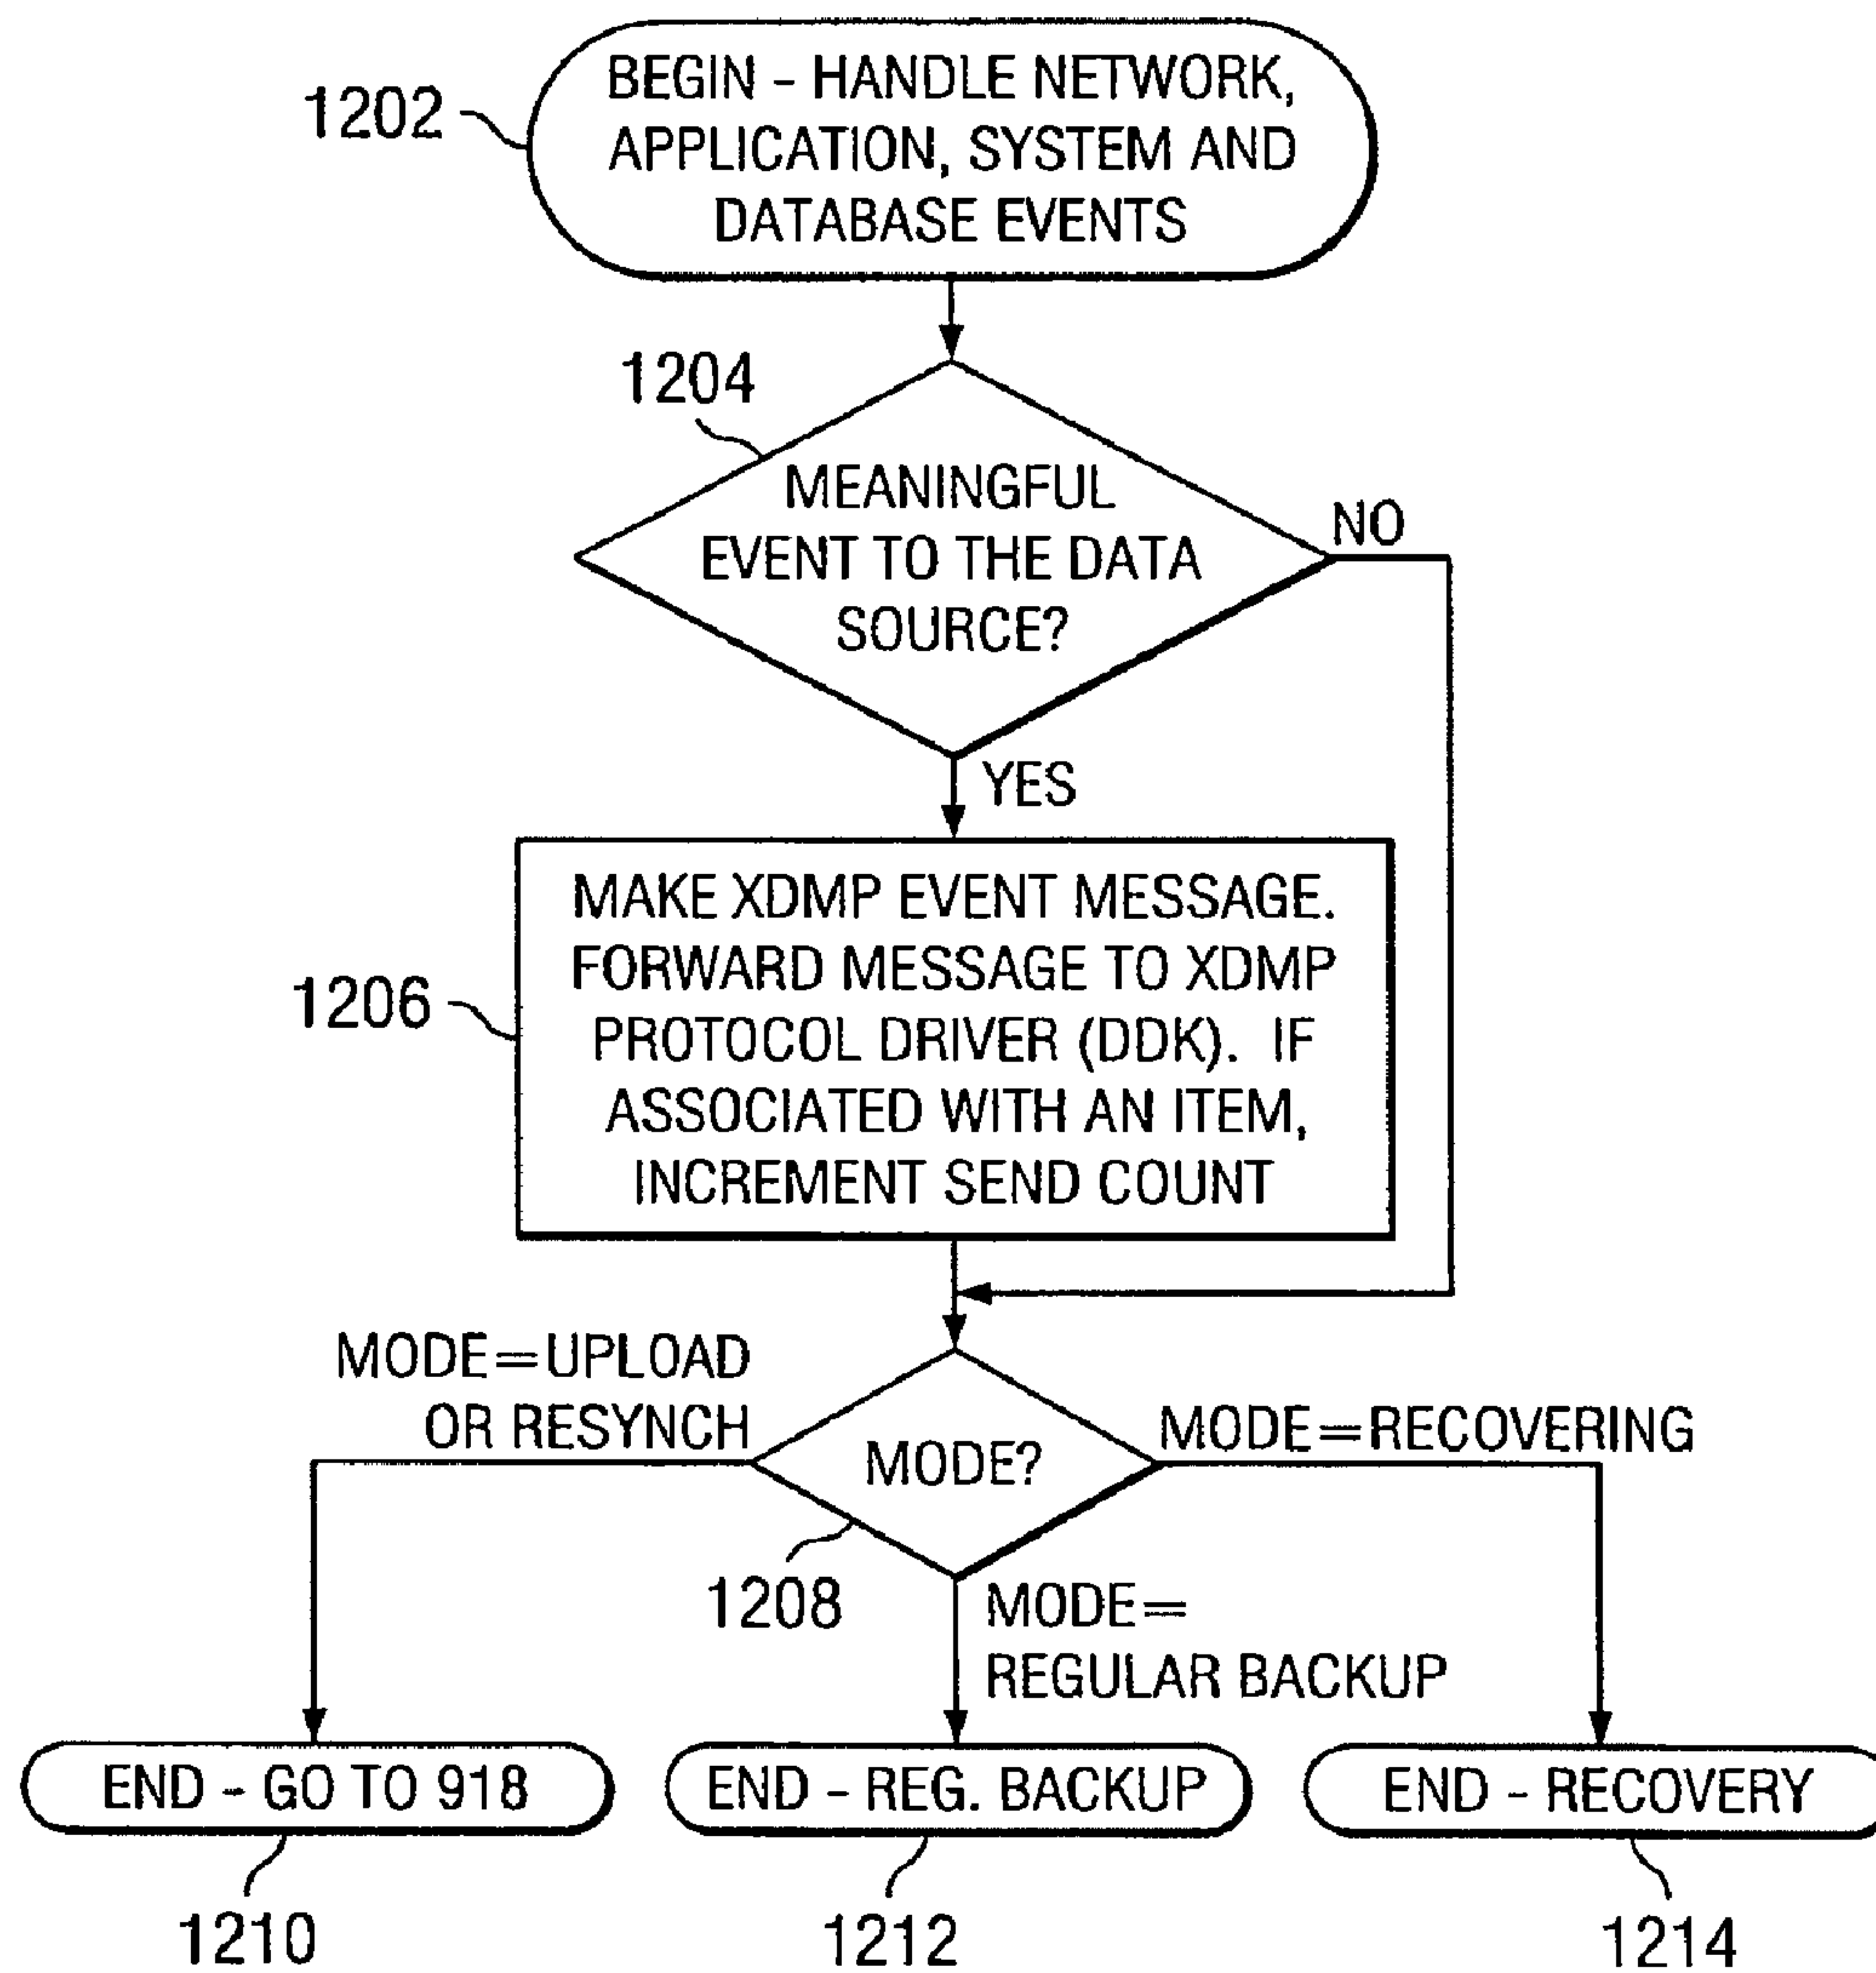 BEGIN - HANDLE NETWORK,
APPLICATION, SYSTEM AND
DATABASE EVENTS
1202
1204
MEANINGFUL
EVENT TO THE DATA
SOURCE?
NO
YES
MAKE XDMP EVENT MESSAGE.
FORWARD MESSAGE TO XDMP
PROTOCOL DRIVER (DDK). IF
ASSOCIATED WITH AN ITEM,
INCREMENT SEND COUNT
1206
MODE=UPLOAD
OR RESYNCH
MODE?
MODE=RECOVERING
1208
MODE=
REGULAR BACKUP
END - GO TO 918
END - REG. BACKUP
END - RECOVERY
1210
1212
1214